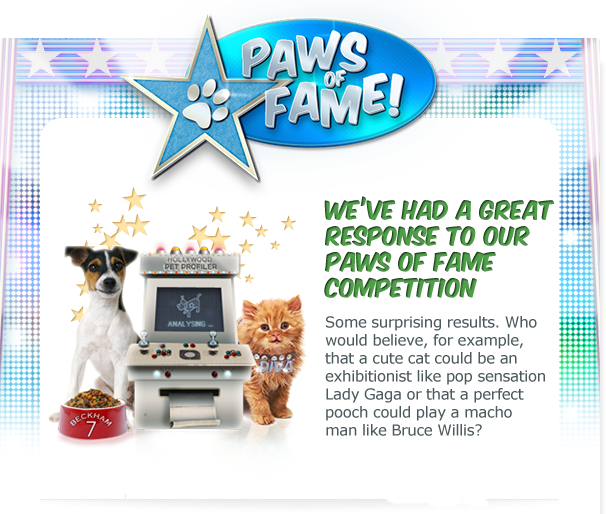 PAWS
OF
FAME!
WE'VE HAD A GREAT
RESPONSE TO OUR
PAWS OF FAME
COMPETITION
Some surprising results. Who
would believe, for example,
that a cute cat could be an
exhibitionist like pop sensation
Lady Gaga or that a perfect
pooch could play a macho
man like Bruce Willis?
HOLLYWOOD
PET PROFILER
ANALYSING ...
DIVA
BECKHAM
7